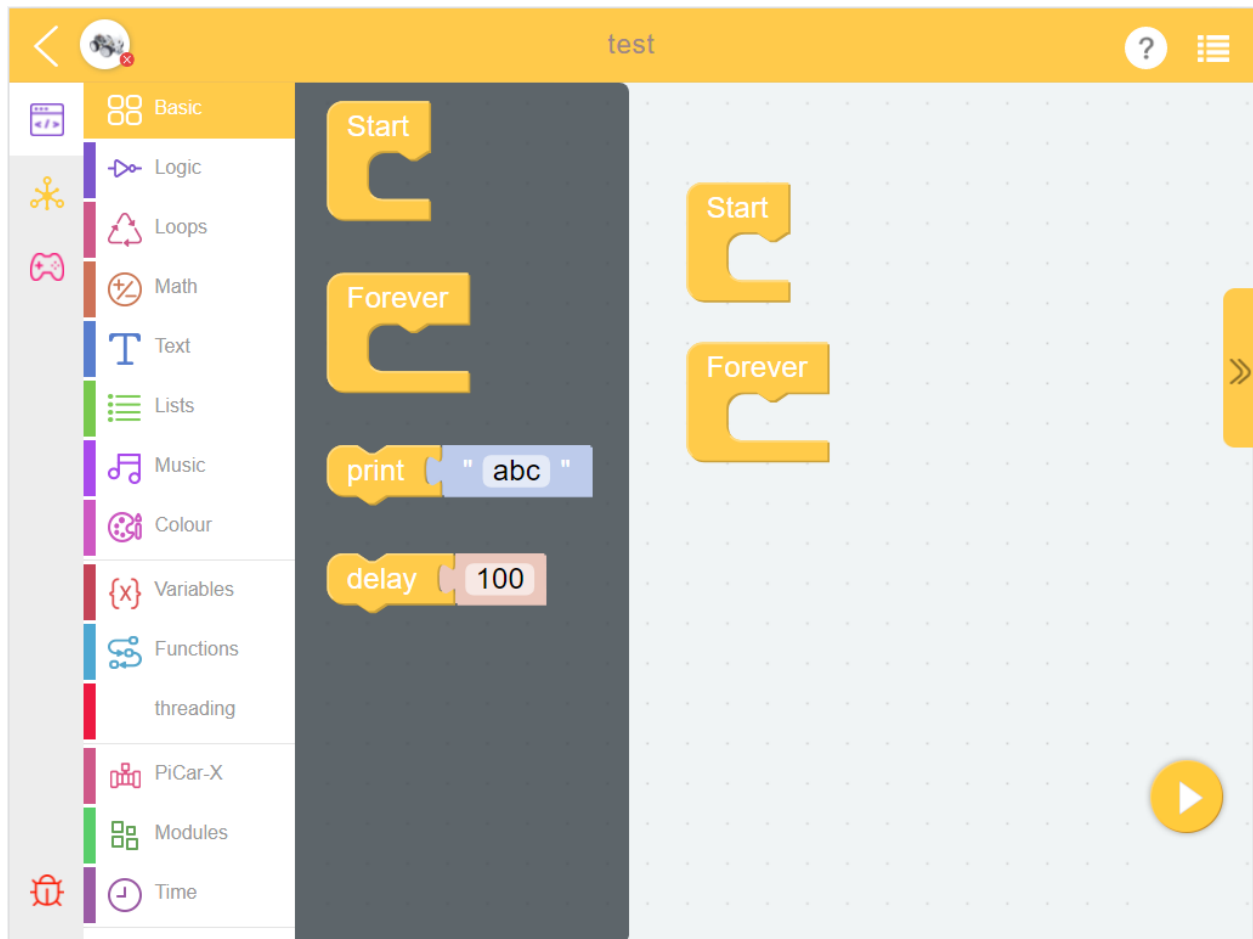 test
?
Basic
Logic
Loops
Math
Text
Lists
Music
Colour
Variables
Functions
threading
PiCar-X
Modules
Time
Start
Forever
print " abc "
delay 100
Start
Forever